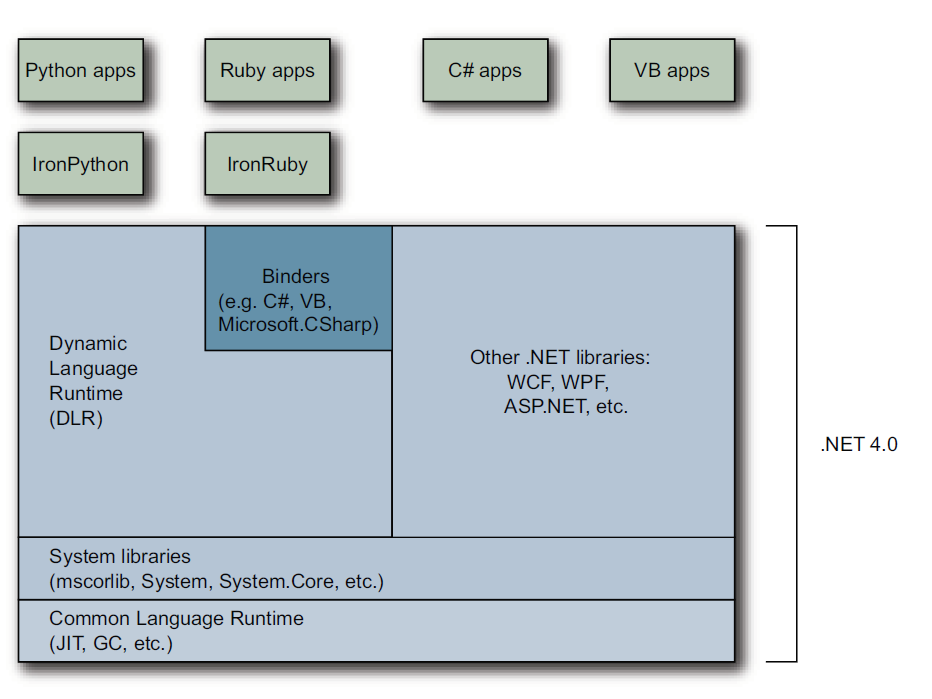 Python apps
Ruby apps
C# apps
VB apps
IronPython
IronRuby
Binders
(e.g. C#, VB,
Microsoft.CSharp)
Dynamic
Language
Runtime
(DLR)
Other .NET libraries:
WCF, WPF,
ASP.NET, etc.
.NET 4.0
System libraries
(mscorlib, System, System.Core, etc.)
Common Language Runtime
(JIT, GC, etc.)